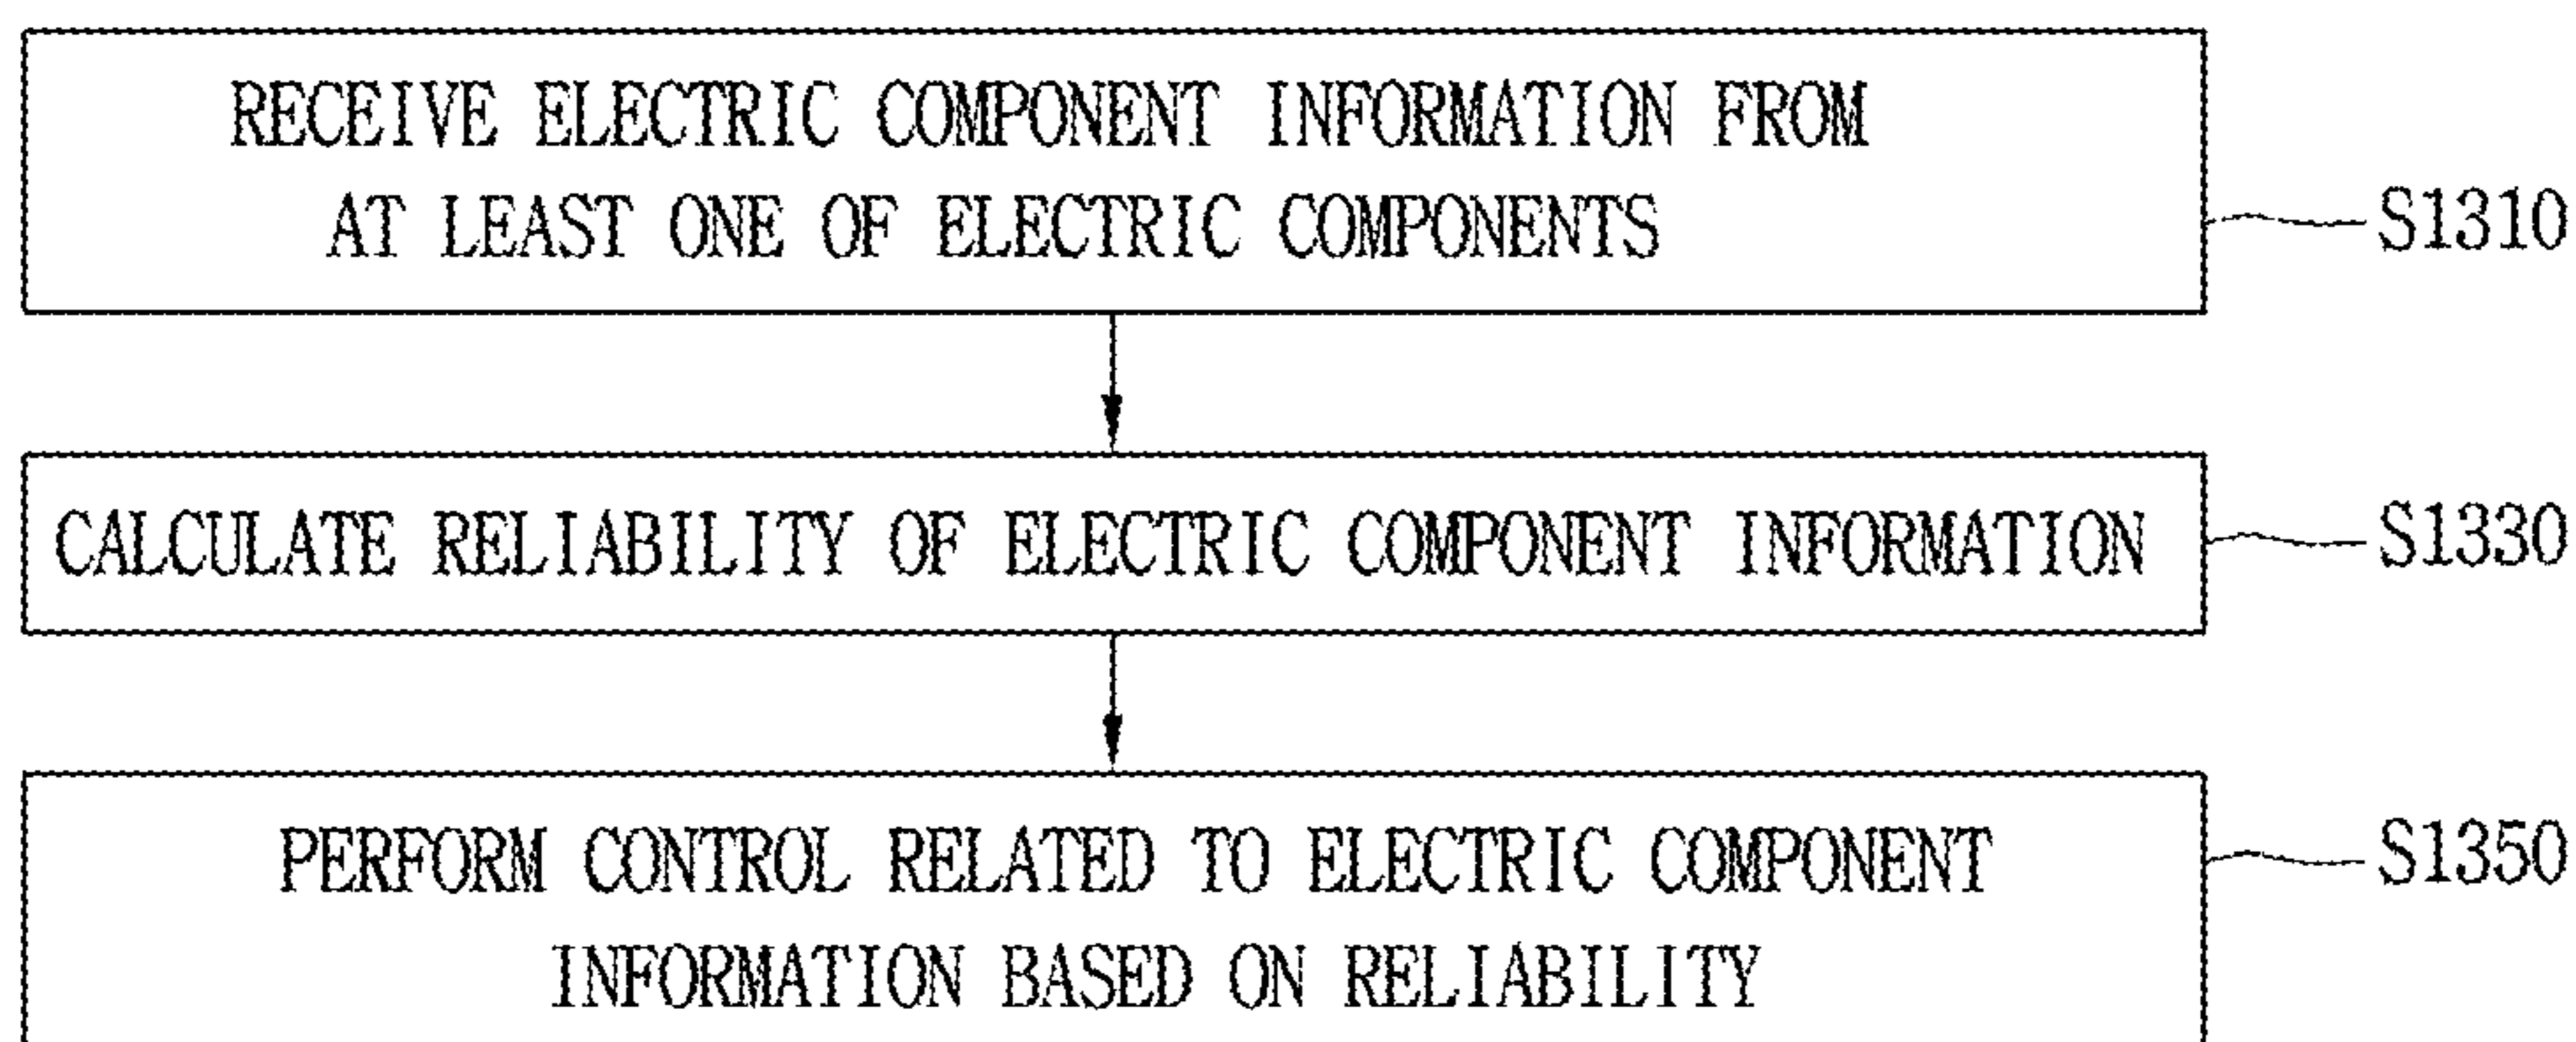 RECEIVE ELECTRIC COMPONENT INFORMATION FROM
AT LEAST ONE OF ELECTRIC COMPONENTS
S1310
CALCULATE RELIABILITY OF ELECTRIC COMPONENT INFORMATION
S1330
PERFORM CONTROL RELATED TO ELECTRIC COMPONENT
INFORMATION BASED ON RELIABILITY
S1350